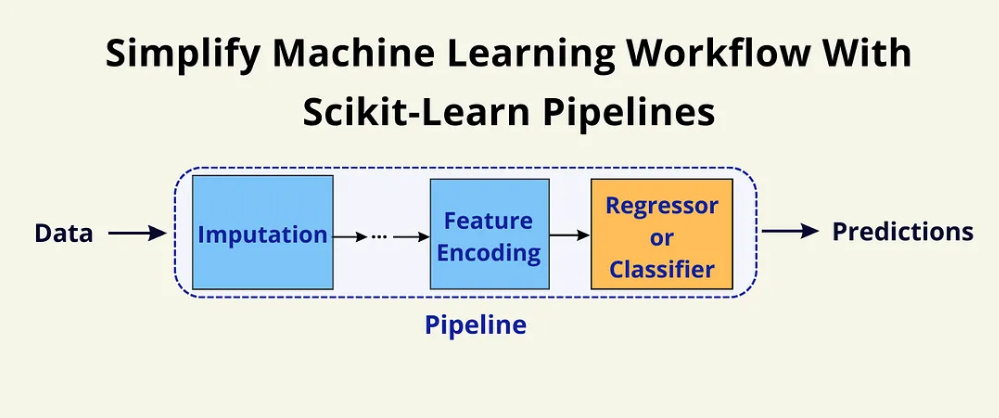 Simplify Machine Learning Workflow With
Scikit-Learn Pipelines
Data
Imputation
...
Feature
Encoding
Regressor
or
Classifier
Predictions
Pipeline